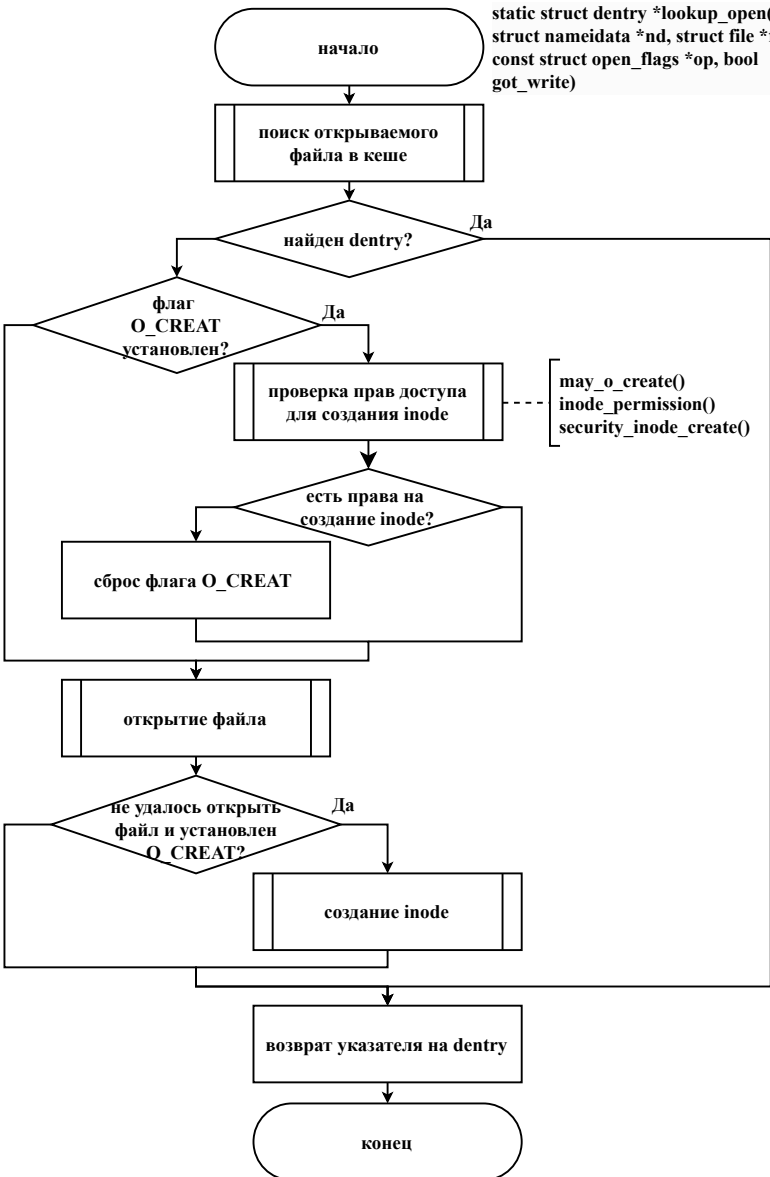 static struct dentry *lookup_open(
struct nameidata *nd, struct file *
const struct open_flags *op, bool
got_write)
начало
поиск открываемого
файла в кеше
найден dentry?
Да
флаг
O_CREAT
установлен?
Да
проверка прав доступа
для создания inode
may_o_create()
inode_permission()
security_inode_create()
есть права на
создание inode?
сброс флага O_CREAT
открытие файла
не удалось открыть
файл и установлен
O_CREAT?
Да
создание inode
возврат указателя на dentry
конец